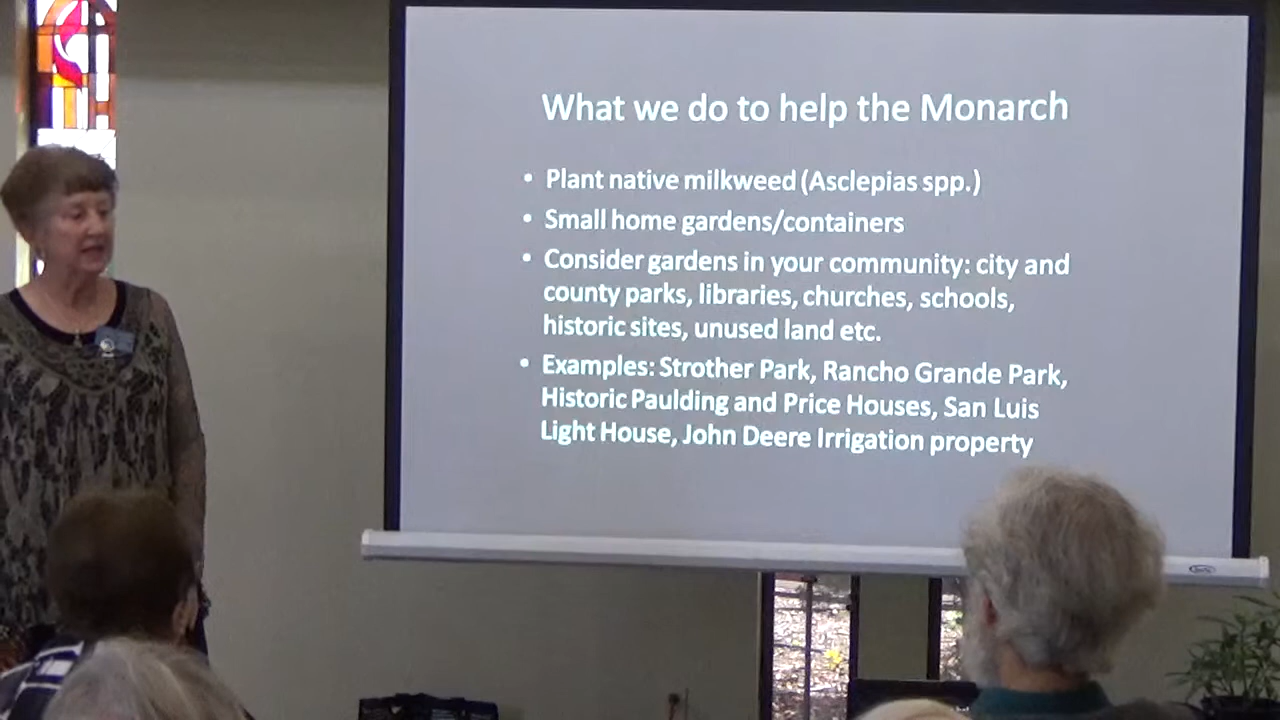 What we do to help the Monarch
• Plant native milkweed (Asclepias spp.)
• Small home gardens/containers
• Consider gardens in your community: city and
county parks, libraries, churches, schools,
historic sites, unused land etc.
• Examples: Strother Park, Rancho Grande Park,
Historic Paulding and Price Houses, San Luis
Light House, John Deere Irrigation property